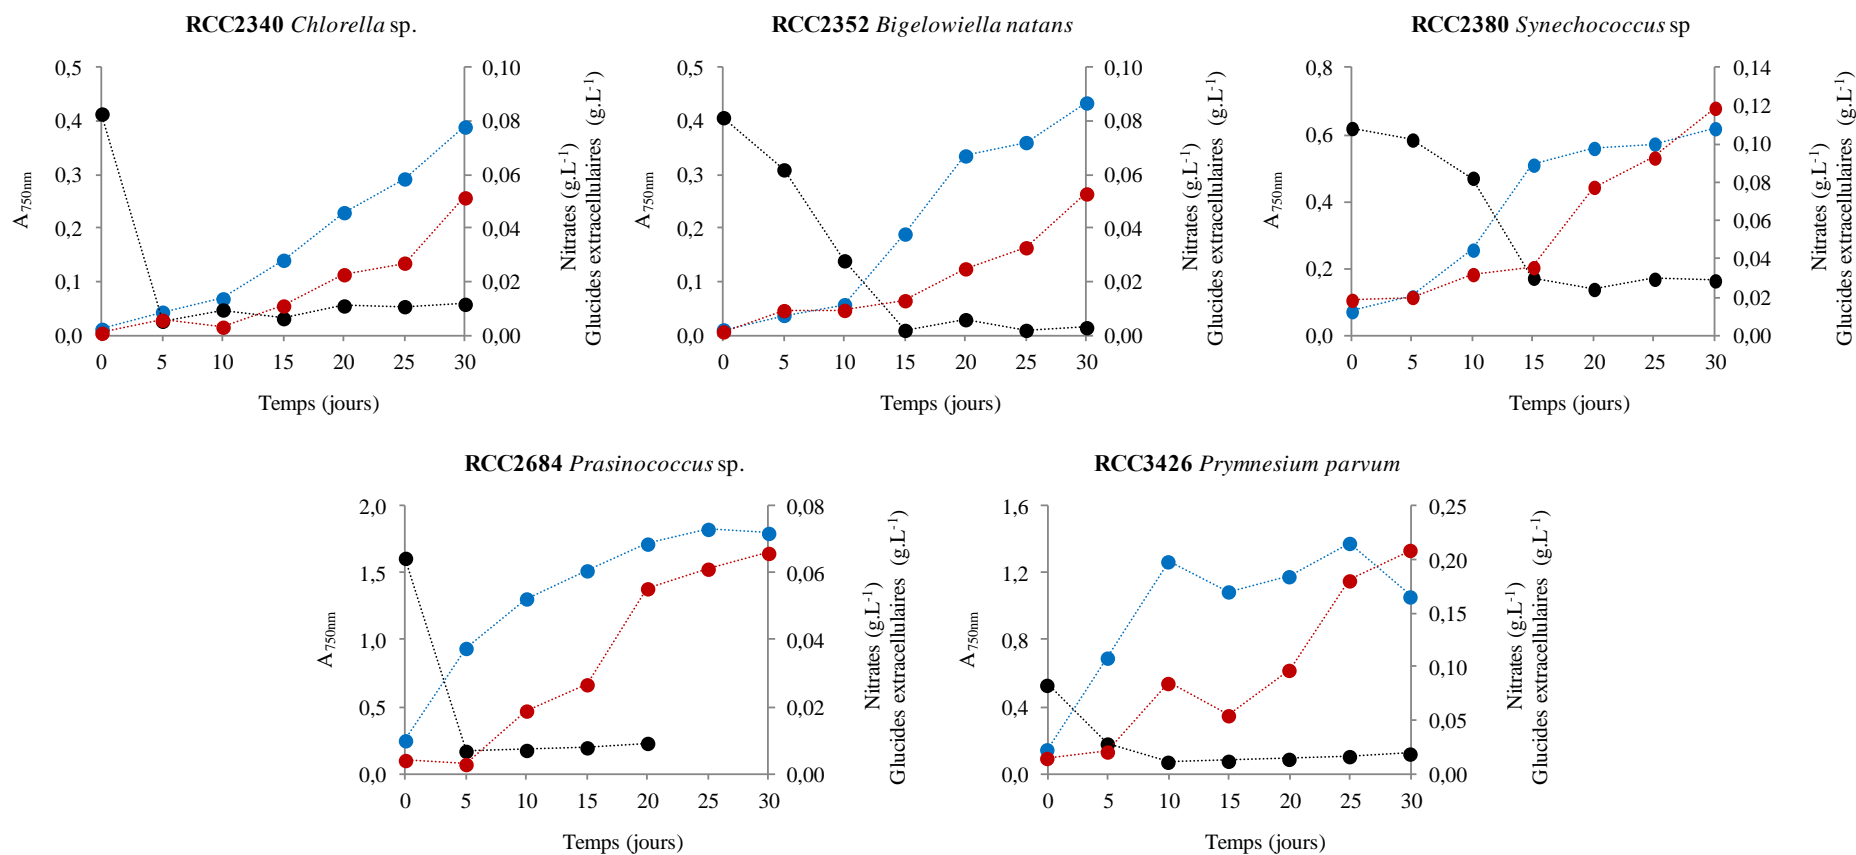 RCC2340 Chlorella sp.
0,5
0,4
0,3
0,2
0,1
0,0
A750nm
0,10
0,08
0,06
0,04
0,02
0,00
Nitrates (g.L-1)
Glucides extracellulaires (g.L-1)
0 5 10 15 20 25 30
Temps (jours)
RCC2352 Bigelowiella natans
0,5
0,4
0,3
0,2
0,1
0,0
A750nm
0,10
0,08
0,06
0,04
0,02
0,00
Nitrates (g.L-1)
Glucides extracellulaires (g.L-1)
0 5 10 15 20 25 30
Temps (jours)
RCC2380 Synechococcus sp
0,8
0,6
0,4
0,2
0,0
A750nm
0,14
0,12
0,10
0,08
0,06
0,04
0,02
0,00
Nitrates (g.L-1)
Glucides extracellulaires (g.L-1)
0 5 10 15 20 25 30
Temps (jours)
RCC2684 Prasinococcus sp.
2,0
1,5
1,0
0,5
0,0
A750nm
0,08
0,06
0,04
0,02
0,00
Nitrates (g.L-1)
Glucides extracellulaires (g.L-1)
0 5 10 15 20 25 30
Temps (jours)
RCC3426 Prymnesium parvum
1,6
1,2
0,8
0,4
0,0
A750nm
0,25
0,20
0,15
0,10
0,05
0,00
Nitrates (g.L-1)
Glucides extracellulaires (g.L-1)
0 5 10 15 20 25 30
Temps (jours)